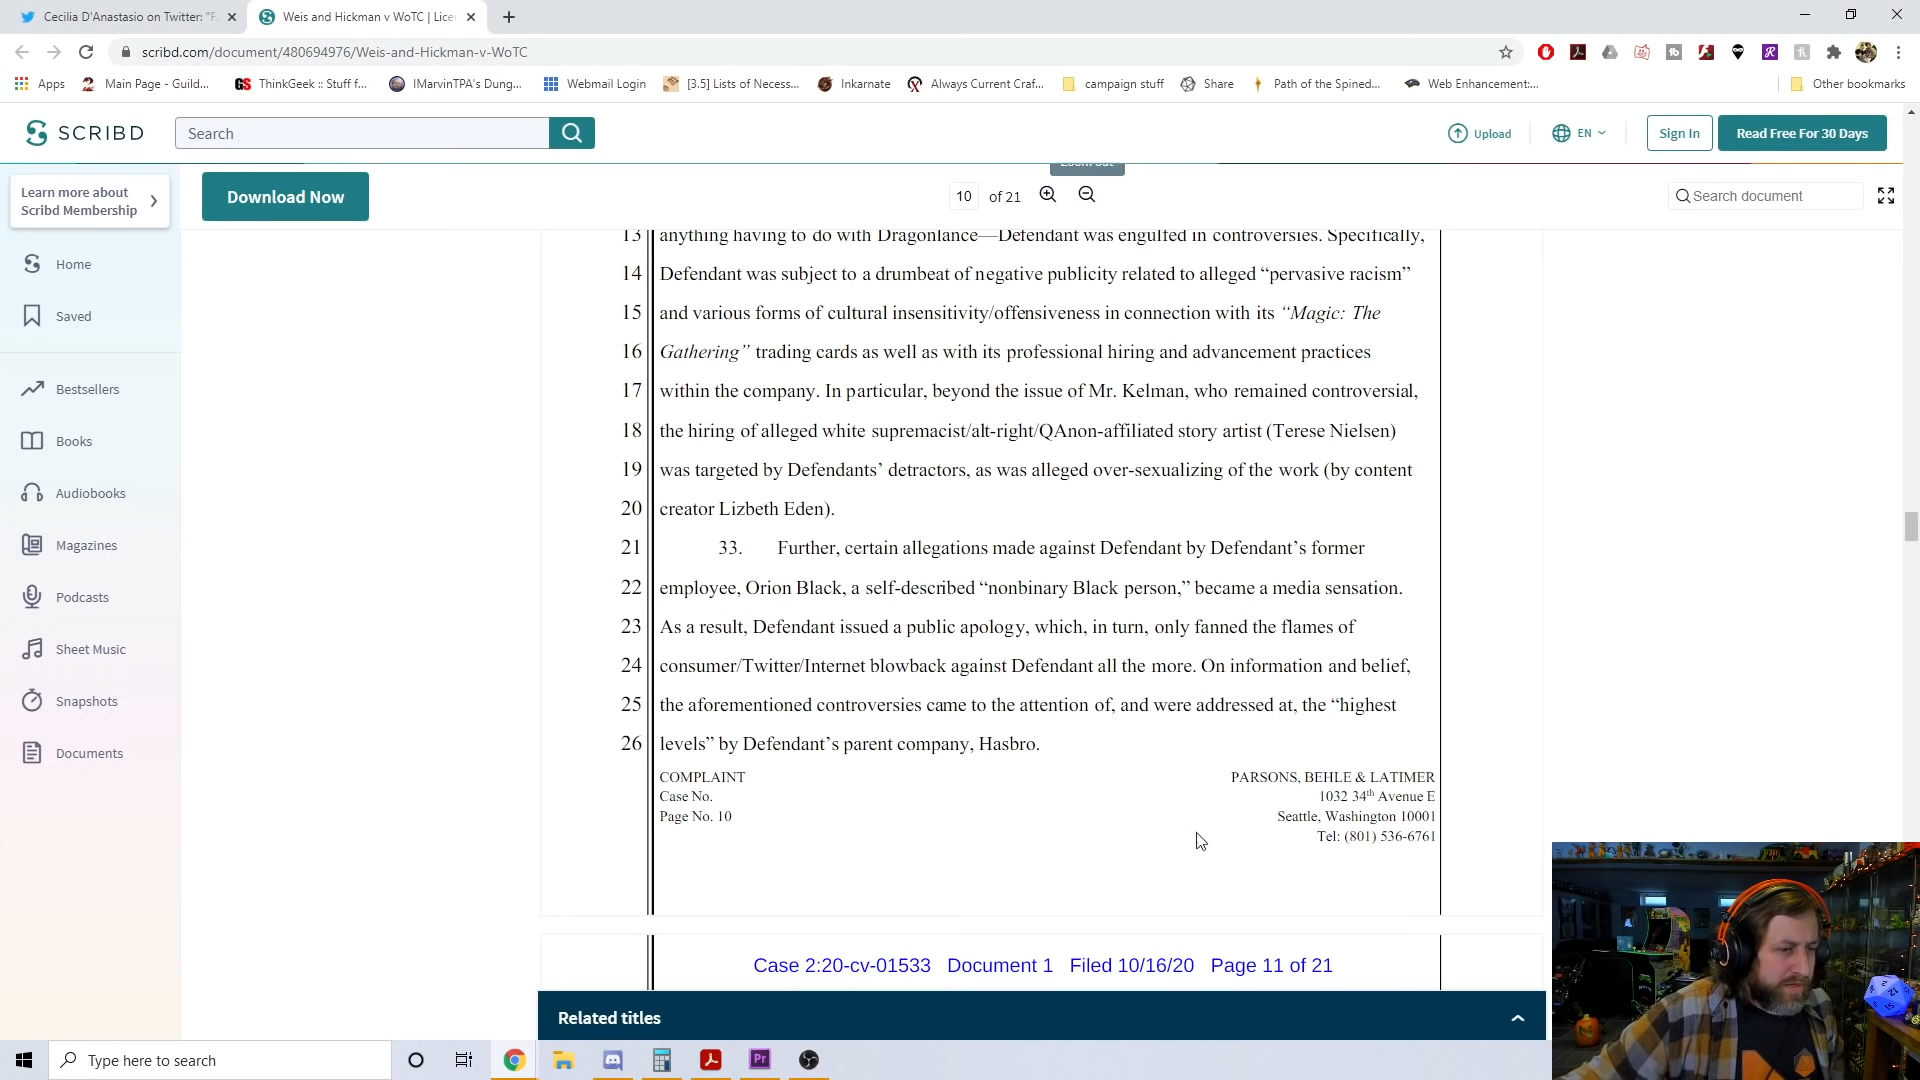 Cecilia D'Anastasio on Twitter: "F
Weis and Hickman v WoTC | Lice
scribd.com/document/480694976/Weis-and-Hickman-v-WoTC
Apps
Main Page - Guild...
ThinkGeek :: Stuff f...
IMarvinTPA's Dung...
Webmail Login
[3.5] Lists of Necess...
Inkarnate
Always Current Craf...
campaign stuff
Share
Path of the Spined...
Web Enhancement:...
Other bookmarks
SCRIBD
Search
Upload
EN
Sign In
Read Free For 30 Days
Learn more about
Scribd Membership
Download Now
10 of 21
Zoom out
Search document
Home
Saved
Bestsellers
Books
Audiobooks
Magazines
Podcasts
Sheet Music
Snapshots
Documents
13 anything having to do with Dragonlance—Defendant was engulfed in controversies. Specifically,
14 Defendant was subject to a drumbeat of negative publicity related to alleged “pervasive racism”
15 and various forms of cultural insensitivity/offensiveness in connection with its “Magic: The
16 Gathering” trading cards as well as with its professional hiring and advancement practices
17 within the company. In particular, beyond the issue of Mr. Kelman, who remained controversial,
18 the hiring of alleged white supremacist/alt-right/QAnon-affiliated story artist (Terese Nielsen)
19 was targeted by Defendants’ detractors, as was alleged over-sexualizing of the work (by content
20 creator Lizbeth Eden).
21 33. Further, certain allegations made against Defendant by Defendant’s former
22 employee, Orion Black, a self-described “nonbinary Black person,” became a media sensation.
23 As a result, Defendant issued a public apology, which, in turn, only fanned the flames of
24 consumer/Twitter/Internet blowback against Defendant all the more. On information and belief,
25 the aforementioned controversies came to the attention of, and were addressed at, the “highest
26 levels” by Defendant’s parent company, Hasbro.
COMPLAINT
Case No.
Page No. 10
PARSONS, BEHLE & LATIMER
1032 34th Avenue E
Seattle, Washington 10001
Tel: (801) 536-6761
Case 2:20-cv-01533 Document 1 Filed 10/16/20 Page 11 of 21
Related titles
Type here to search
Pr